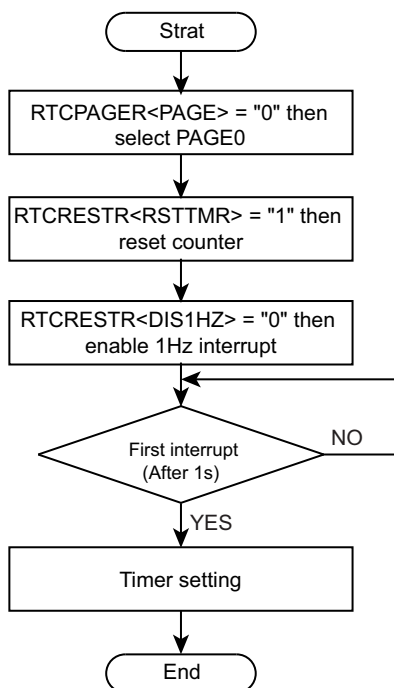 Strat
RTCPAGER<PAGE> = "0" then
select PAGE0
RTCRESTR<RSTTMR> = "1" then
reset counter
RTCRESTR<DIS1HZ> = "0" then
enable 1Hz interrupt
First interrupt
(After 1s)
NO
YES
Timer setting
End